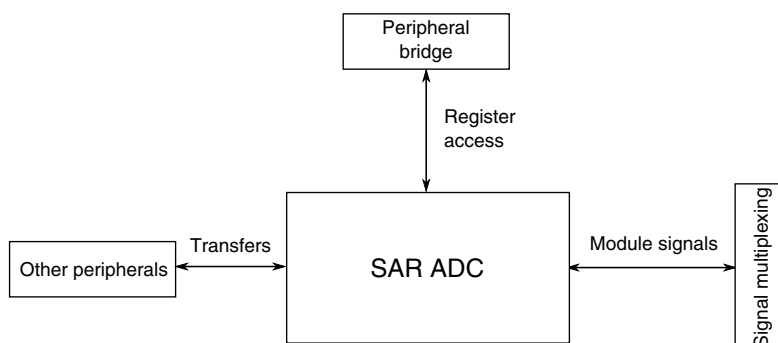 Peripheral
bridge
Register
access
Transfers
Other peripherals
SAR ADC
Module signals
Signal multiplexing